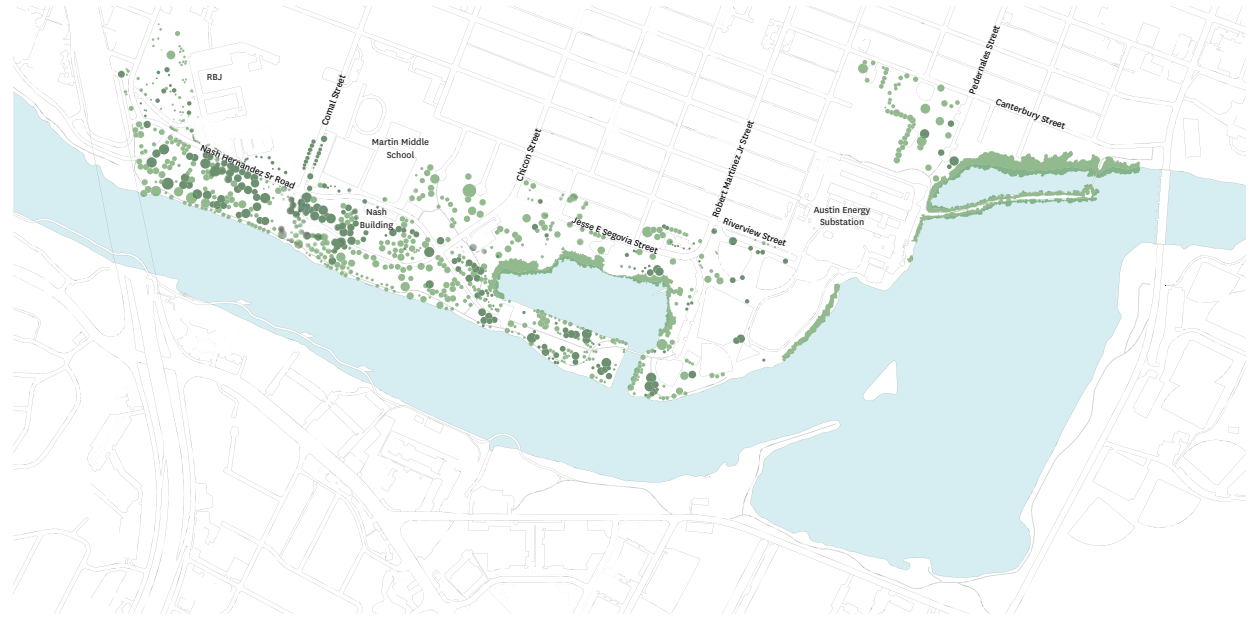 RBJ
Comal Street
Pedernales Street
Canterbury Street
Martin Middle
School
Nash Hernandez Sr Road
Chicon Street
Robert Martinez Jr Street
Nash
Building
Jesse E Segovia Street
Riverview Street
Austin Energy
Substation